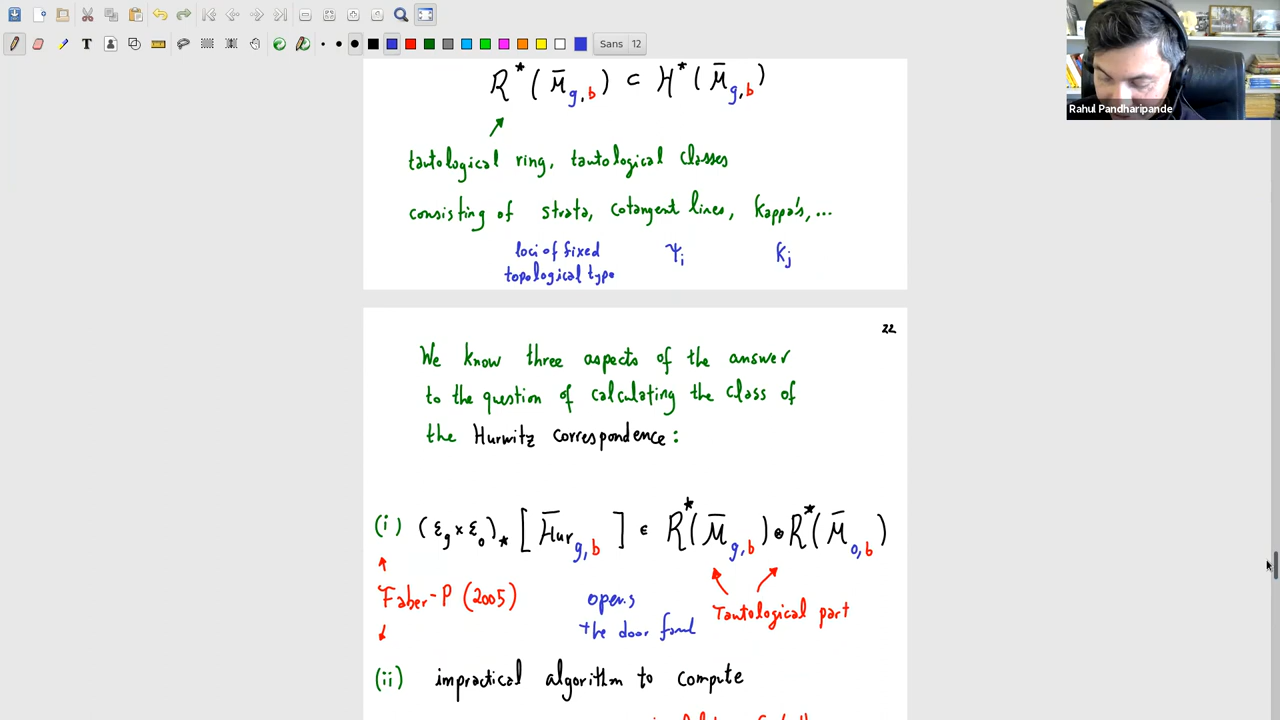 Sans 12
Rahul Pandharipande
R*(M̄g,b) ⊂ H*(M̄g,b)
tautological ring, tautological classes
consisting of strata, cotangent lines, Kappa's, ...
loci of fixed ψi κj
topological type
22
We know three aspects of the answer
to the question of calculating the class of
the Hurwitz correspondence:
(i) (εg × ε0)* [H̄urg,b] ∈ R*(M̄g,b) ⊗ R*(M̄0,b)
Faber-P (2005) opens Tautological part
the door
(ii) impractical algorithm to compute